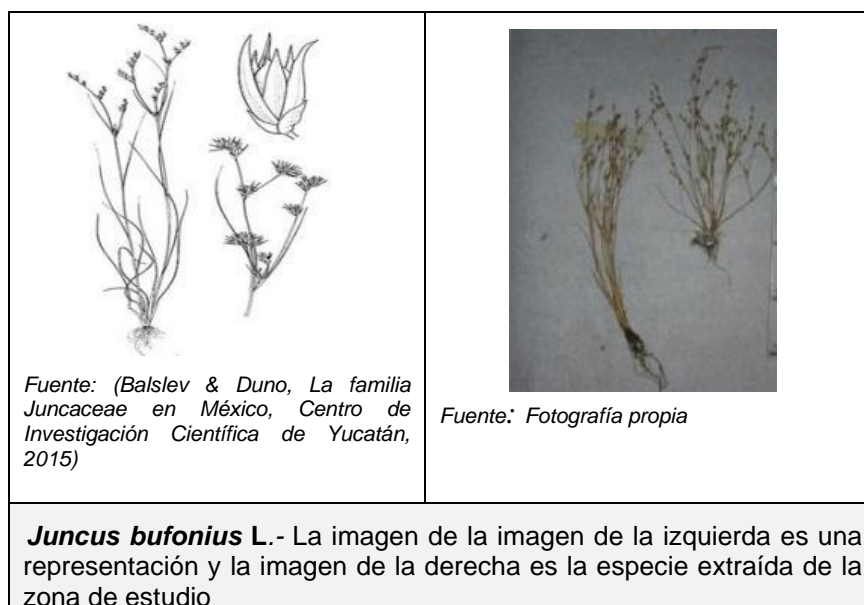 Fuente: (Balslev & Duno, La familia
Juncaceae en México, Centro de
Investigación Científica de Yucatán,
2015)
Fuente: Fotografía propia
Juncus bufonius L.- La imagen de la imagen de la izquierda es una
representación y la imagen de la derecha es la especie extraída de la
zona de estudio